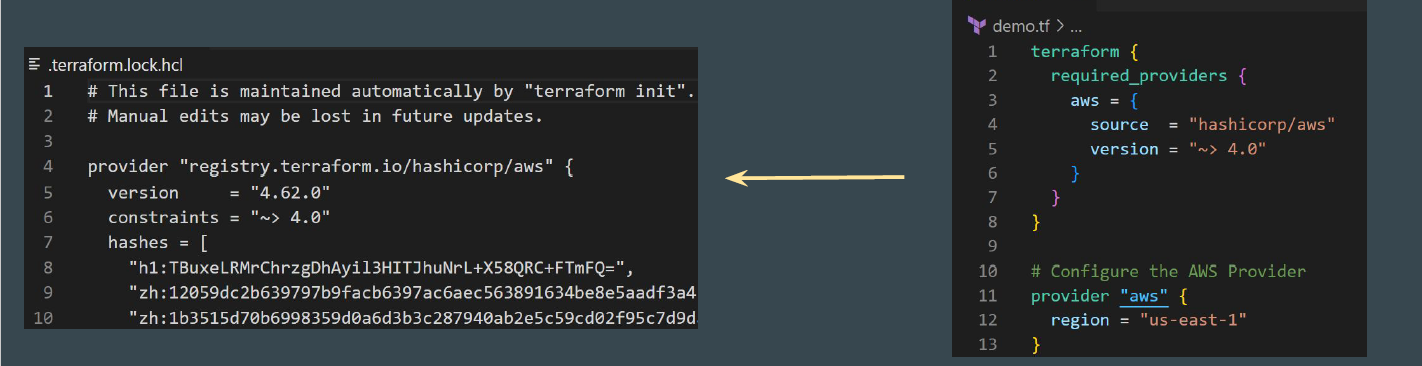 .terraform.lock.hcl
1 # This file is maintained automatically by "terraform init".
2 # Manual edits may be lost in future updates.
3
4 provider "registry.terraform.io/hashicorp/aws" {
5   version     = "4.62.0"
6   constraints = "~> 4.0"
7   hashes = [
8     "h1:TBuxeLRMrChrzgDhAyil3HITJhuNrL+X58QRC+FTmFQ=",
9     "zh:12059dc2b639797b9facb6397ac6aec563891634be8e5aadf3a4
10     "zh:1b3515d70b6998359d0a6d3b3c287940ab2e5c59cd02f95c7d9d
demo.tf > ...
1 terraform {
2   required_providers {
3     aws = {
4       source  = "hashicorp/aws"
5       version = "~> 4.0"
6     }
7   }
8 }
9
10 # Configure the AWS Provider
11 provider "aws" {
12   region = "us-east-1"
13 }